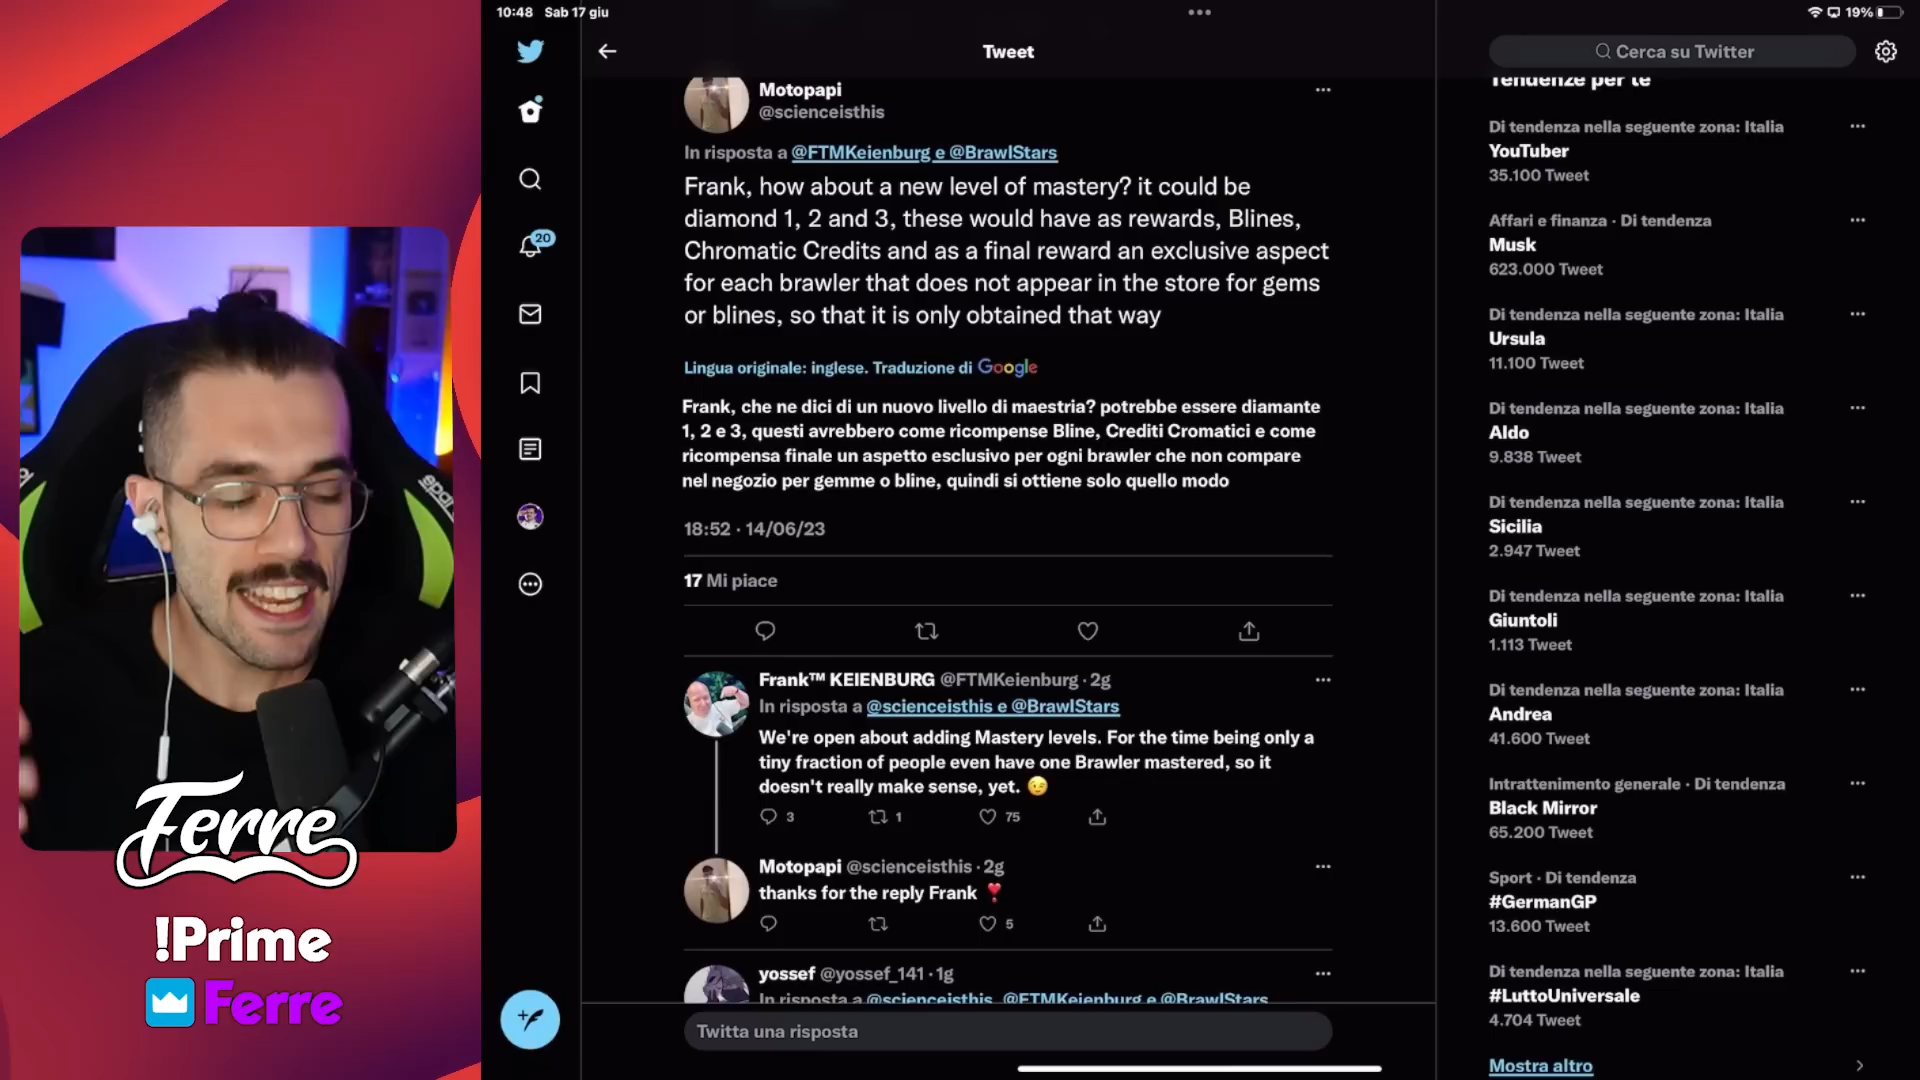 10:48 Sab 17 giu
19%
Tweet
Cerca su Twitter
Motopapi
@scienceisthis
In risposta a @FTMKeienburg e @BrawlStars
Frank, how about a new level of mastery? it could be
diamond 1, 2 and 3, these would have as rewards, Blines,
Chromatic Credits and as a final reward an exclusive aspect
for each brawler that does not appear in the store for gems
or blines, so that it is only obtained that way
Lingua originale: inglese. Traduzione di Google
Frank, che ne dici di un nuovo livello di maestria? potrebbe essere diamante
1, 2 e 3, questi avrebbero come ricompense Bline, Crediti Cromatici e come
ricompensa finale un aspetto esclusivo per ogni brawler che non compare
nel negozio per gemme o bline, quindi si ottiene solo quello modo
18:52 · 14/06/23
17 Mi piace
Frank™ KEIENBURG @FTMKeienburg · 2g
In risposta a @scienceisthis e @BrawlStars
We're open about adding Mastery levels. For the time being only a
tiny fraction of people even have one Brawler mastered, so it
doesn't really make sense, yet. 😉
3 1 75
Motopapi @scienceisthis · 2g
thanks for the reply Frank ❣️
5
yossef @yossef_141 · 1g
In risposta a @scienceisthis, @FTMKeienburg e @BrawlStars
Twitta una risposta
20
Tendenze per te
Di tendenza nella seguente zona: Italia
YouTuber
35.100 Tweet
Affari e finanza · Di tendenza
Musk
623.000 Tweet
Di tendenza nella seguente zona: Italia
Ursula
11.100 Tweet
Di tendenza nella seguente zona: Italia
Aldo
9.838 Tweet
Di tendenza nella seguente zona: Italia
Sicilia
2.947 Tweet
Di tendenza nella seguente zona: Italia
Giuntoli
1.113 Tweet
Di tendenza nella seguente zona: Italia
Andrea
41.600 Tweet
Intrattenimento generale · Di tendenza
Black Mirror
65.200 Tweet
Sport · Di tendenza
#GermanGP
13.600 Tweet
Di tendenza nella seguente zona: Italia
#LuttoUniversale
4.704 Tweet
Mostra altro
Ferre
!Prime
Ferre